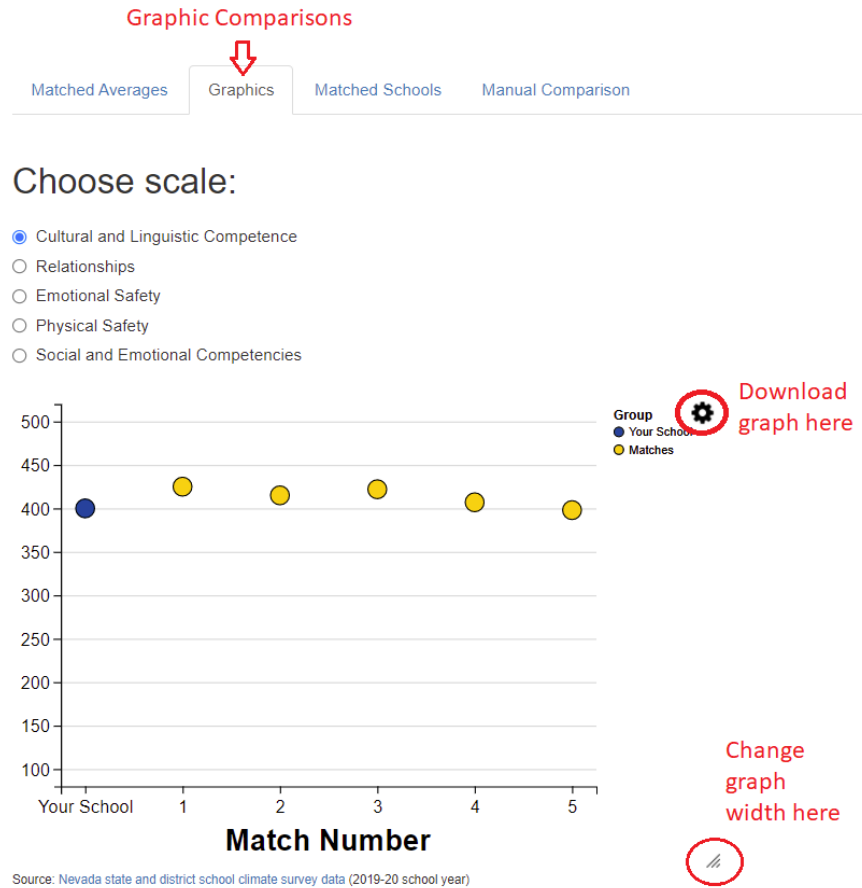 Graphic Comparisons
Matched Averages Graphics Matched Schools Manual Comparison
Choose scale:
Cultural and Linguistic Competence
Relationships
Emotional Safety
Physical Safety
Social and Emotional Competencies
Download
graph here
Group
Your School
Matches
500
450
400
350
300
250
200
150
100
Your School 1 2 3 4 5
Match Number
Change
graph
width here
Source: Nevada state and district school climate survey data (2019-20 school year)